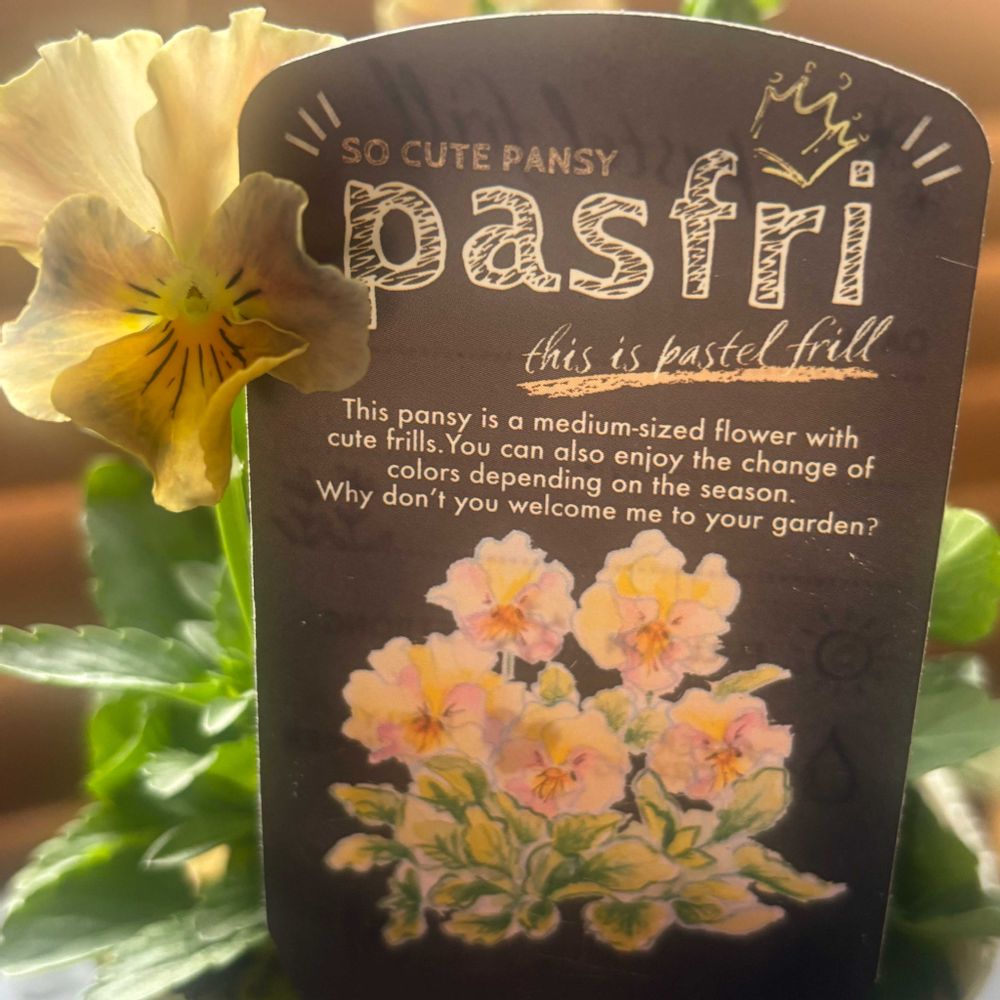 SO CUTE PANSY
pasfri
this is pastel frill
This pansy is a medium-sized flower with
cute frills.You can also enjoy the change of
colors depending on the season.
Why don't you welcome me to your garden?